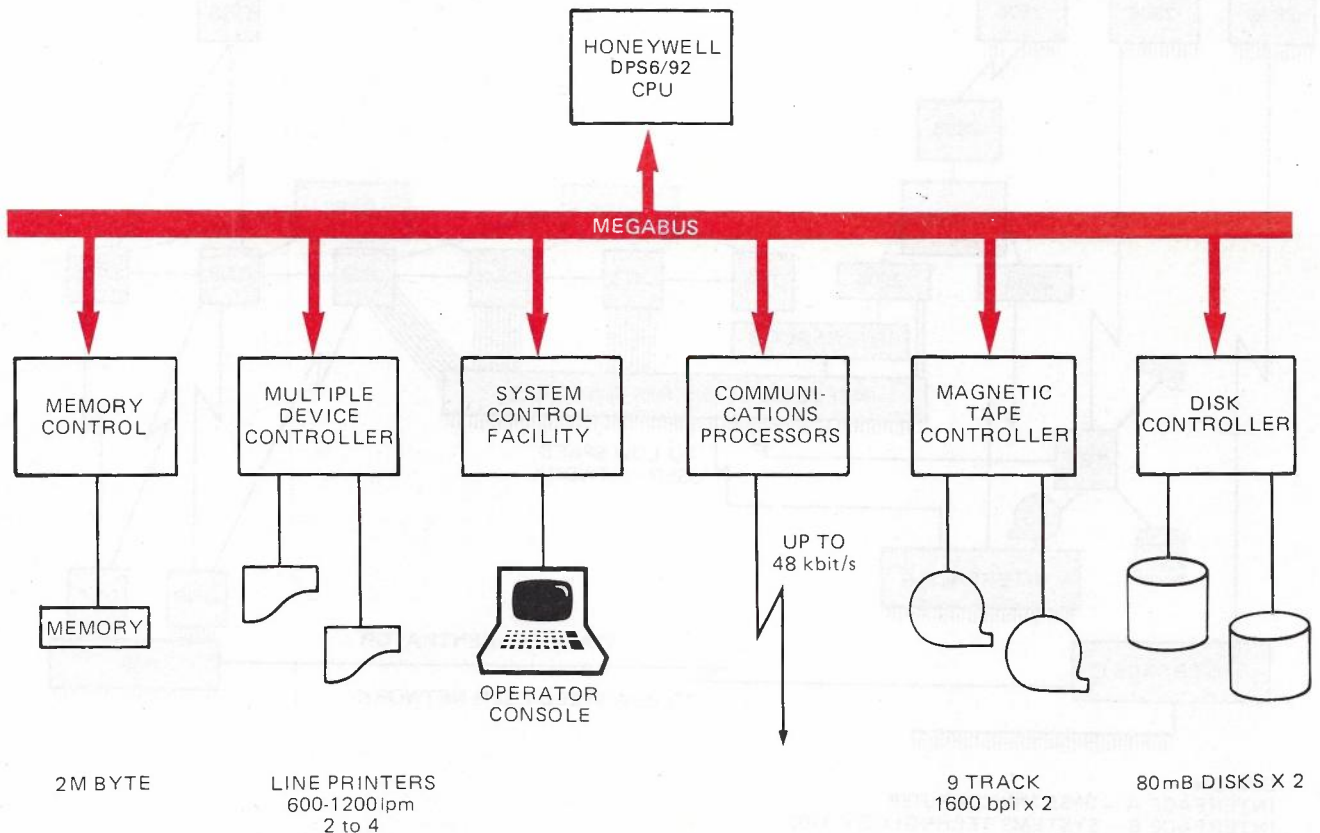 HONEYWELL
DPS6/92
CPU
MEGABUS
MEMORY
CONTROL
MULTIPLE
DEVICE
CONTROLLER
SYSTEM
CONTROL
FACILITY
COMMUNI-
CATIONS
PROCESSORS
MAGNETIC
TAPE
CONTROLLER
DISK
CONTROLLER
UP TO
48 kbit/s
MEMORY
OPERATOR
CONSOLE
2M BYTE
LINE PRINTERS
600-1200lpm
2 to 4
9 TRACK
1600 bpi x 2
80mB DISKS X 2